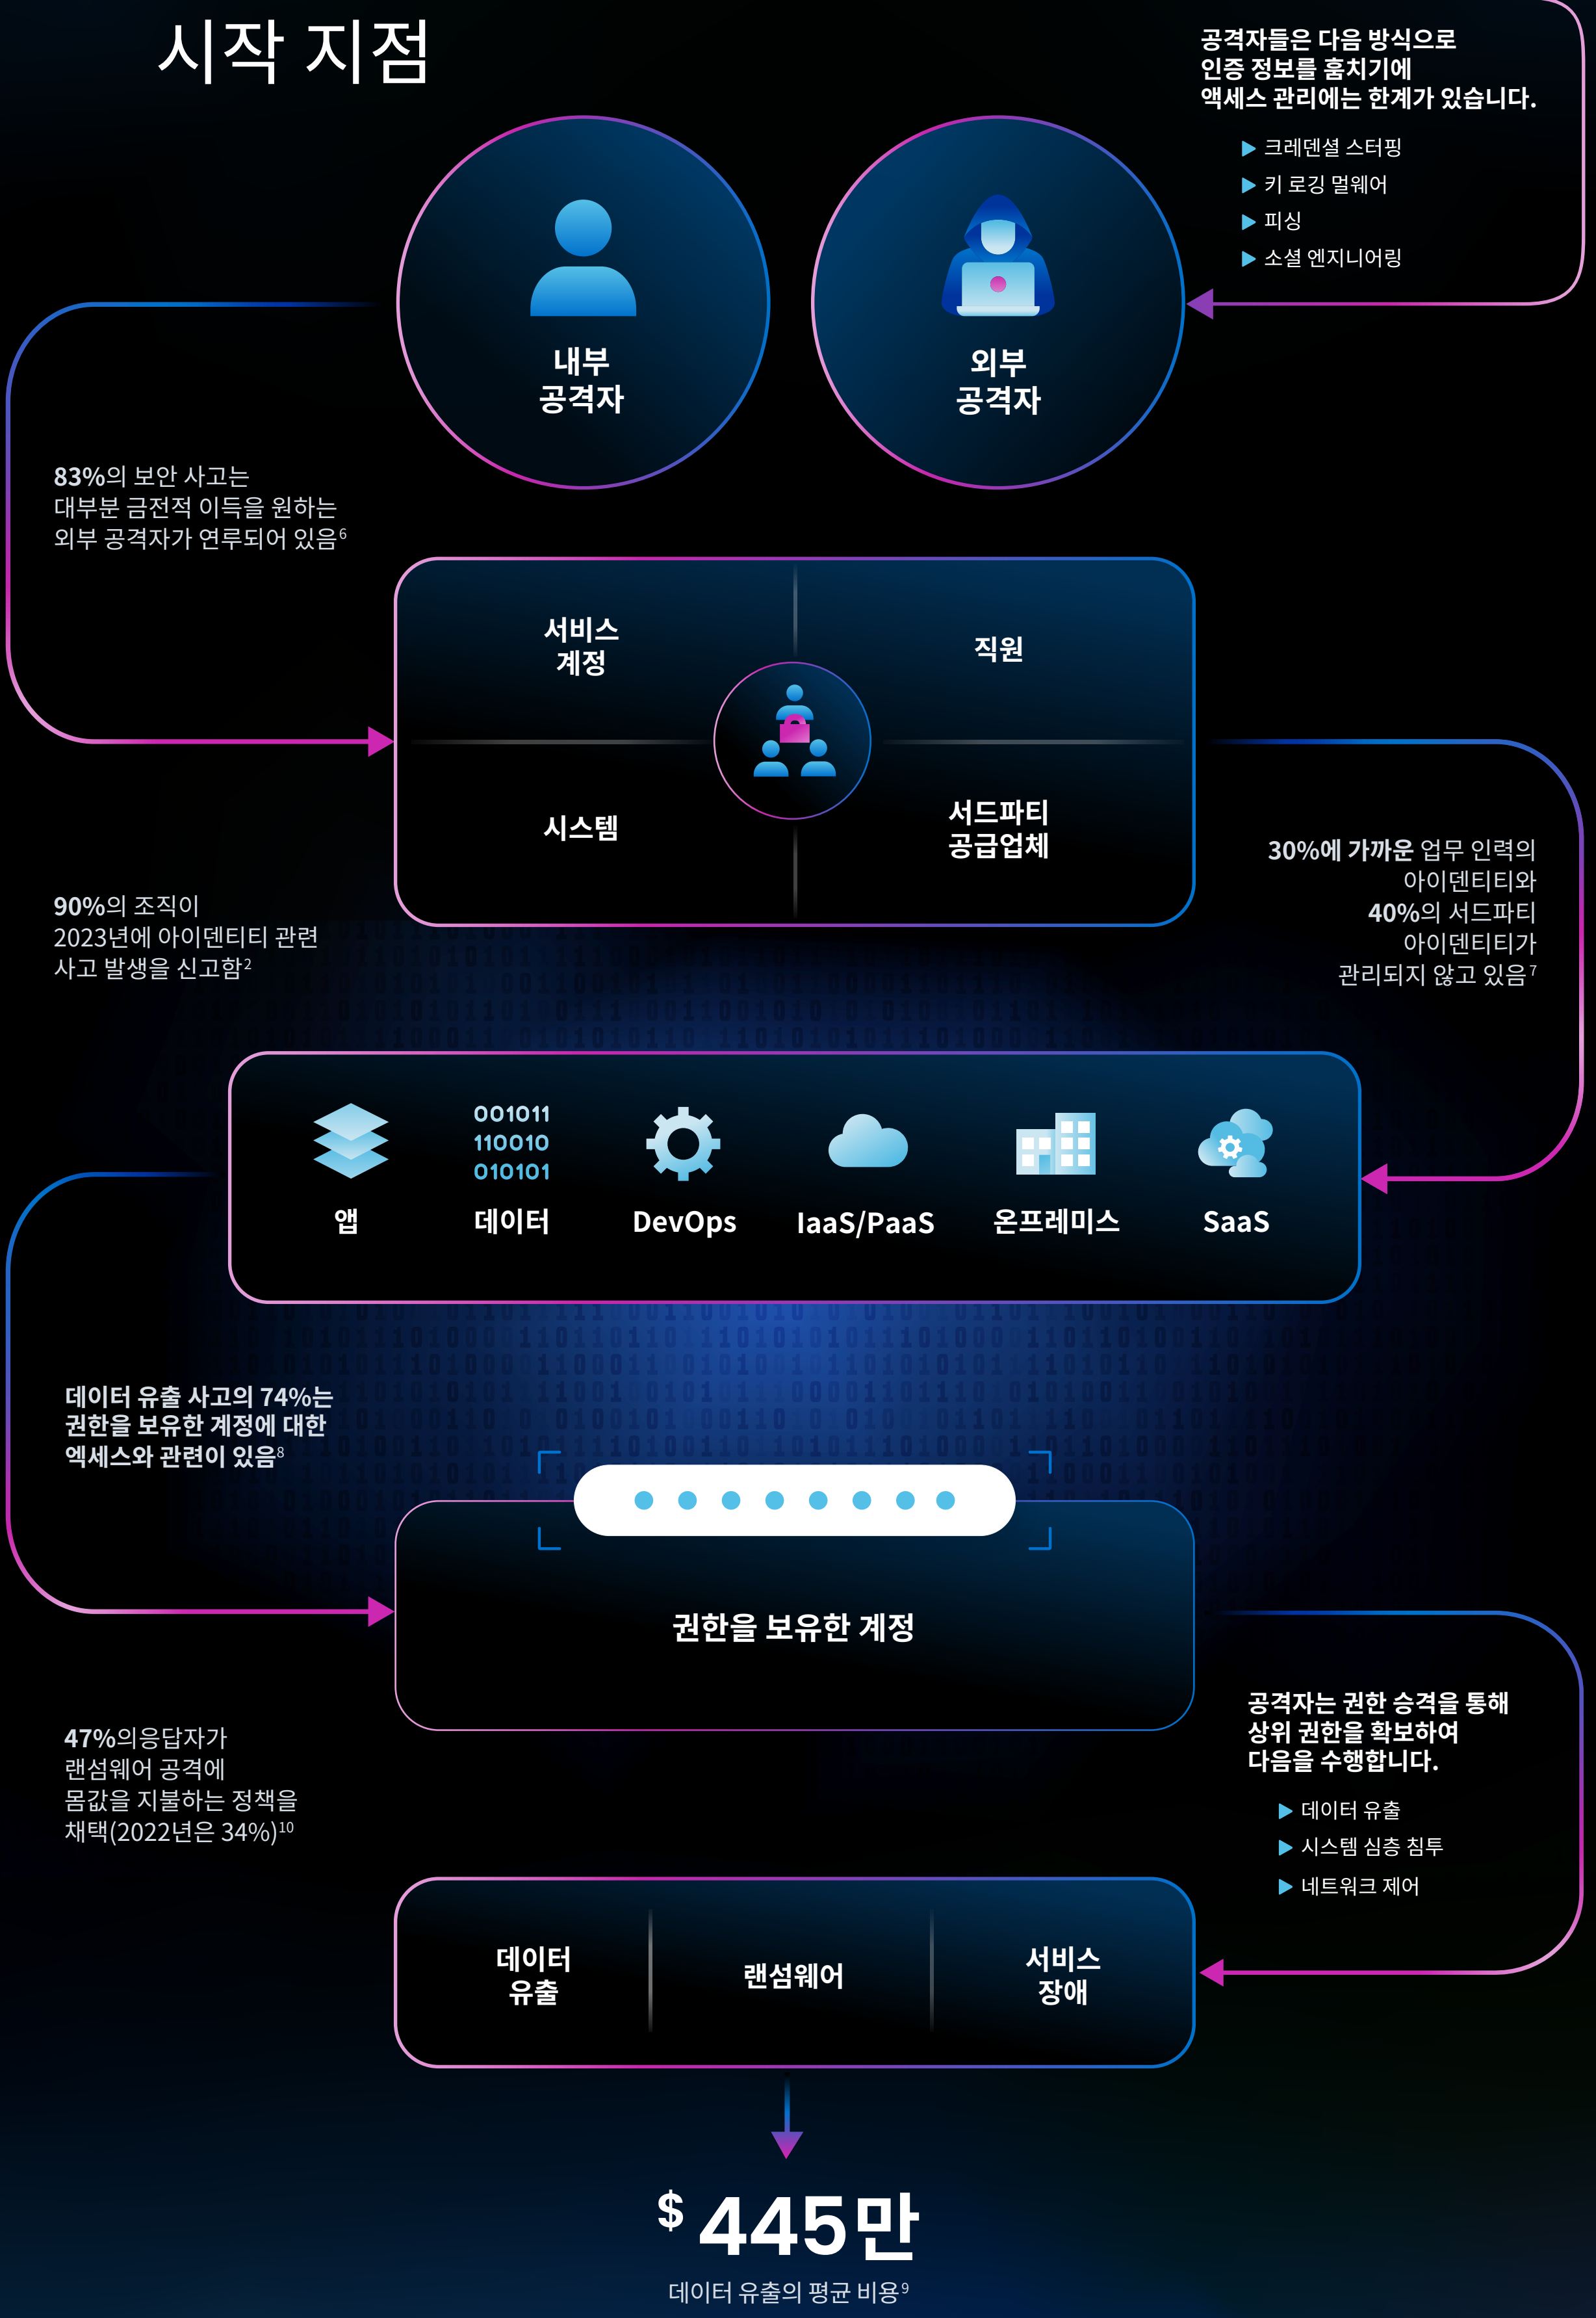 시작 지점
공격자들은 다음 방식으로
인증 정보를 훔치기에
액세스 관리에는 한계가 있습니다.
크레덴셜 스터핑
키 로깅 멀웨어
피싱
소셜 엔지니어링
내부
공격자
외부
공격자
83%의 보안 사고는
대부분 금전적 이득을 원하는
외부 공격자가 연루되어 있음6
서비스
계정
직원
시스템
서드파티
공급업체
90%의 조직이
2023년에 아이덴티티 관련
사고 발생을 신고함2
30%에 가까운 업무 인력의
아이덴티티와
40%의 서드파티
아이덴티티가
관리되지 않고 있음7
001011
110010
010101
앱
데이터
DevOps
IaaS/PaaS
온프레미스
SaaS
데이터 유출 사고의 74%는
권한을 보유한 계정에 대한
엑세스와 관련이 있음8
권한을 보유한 계정
47%의응답자가
랜섬웨어 공격에
몸값을 지불하는 정책을
채택(2022년은 34%)10
공격자는 권한 승격을 통해
상위 권한을 확보하여
다음을 수행합니다.
데이터 유출
시스템 심층 침투
네트워크 제어
데이터
유출
랜섬웨어
서비스
장애
$445만
데이터 유출의 평균 비용9